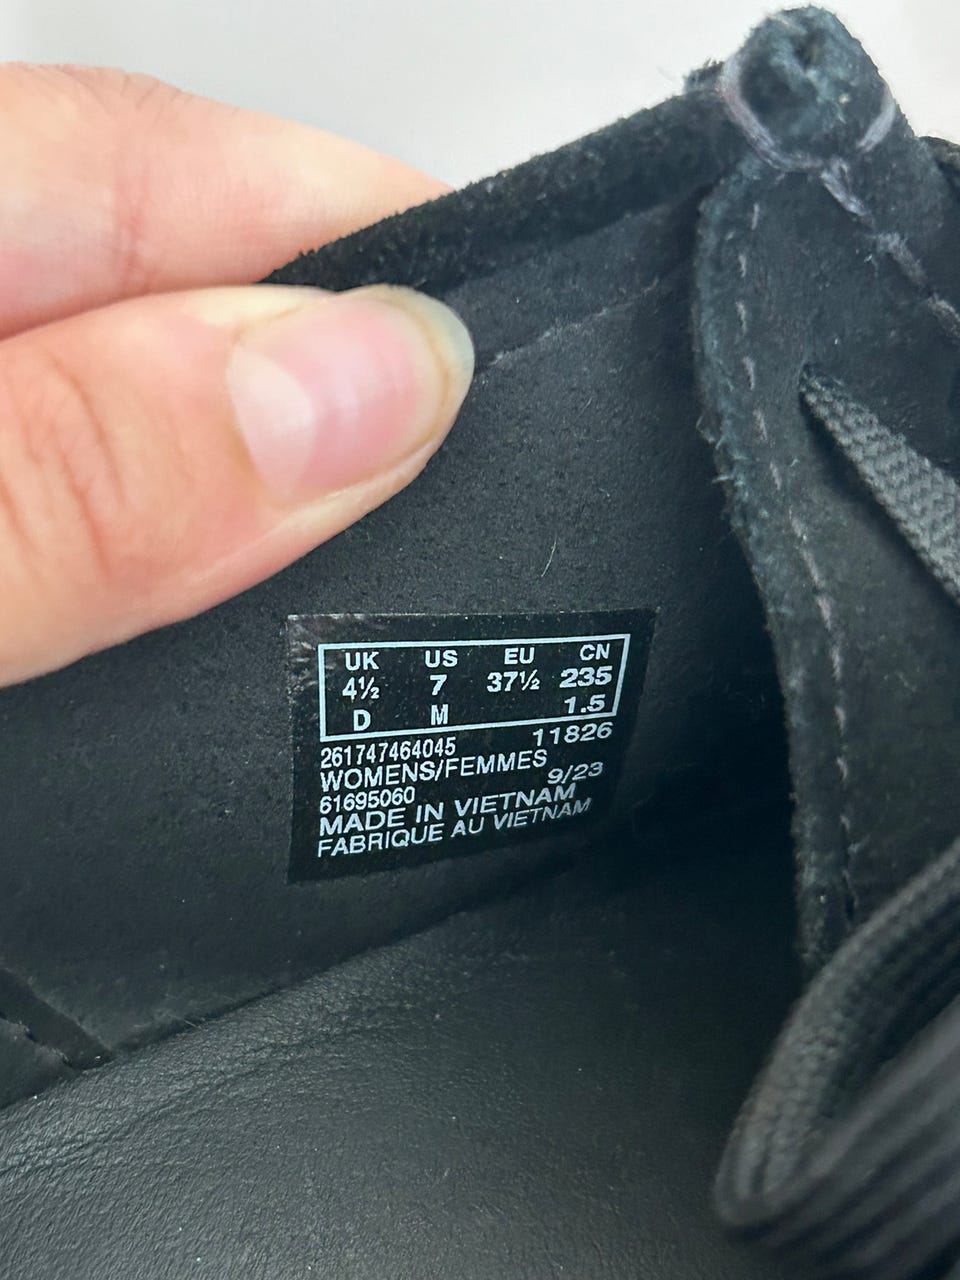 UK US EU CN
4½ 7 37½ 235
D M 1.5
261747464045 11826
WOMENS/FEMMES
61695060 9/23
MADE IN VIETNAM
FABRIQUE AU VIETNAM